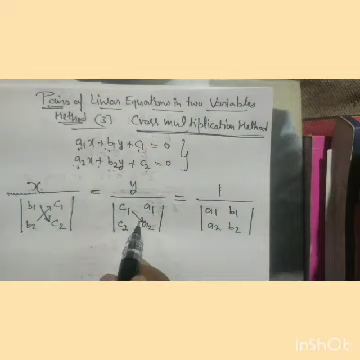 Pairs of Linear Equations in two Variables
Method (3) Cross multiplication Method
a₁x + b₁y + c₁ = 0
a₂x + b₂y + c₂ = 0
x = y = 1
b₁ c₁ c₁ a₁ a₁ b₁
b₂ c₂ c₂ a₂ a₂ b₂
InShOt